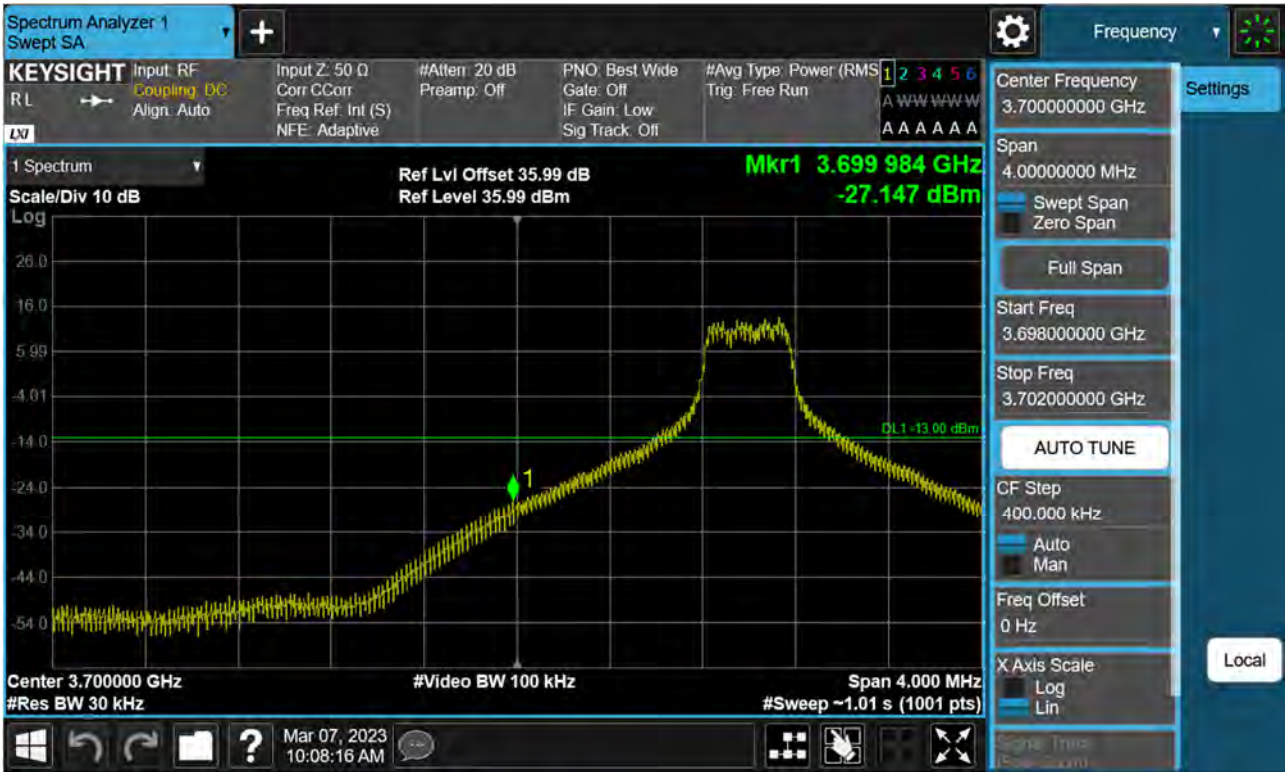 Spectrum Analyzer 1
Swept SA
+
Frequency
KEYSIGHT
RL
LXI
Input: RF
Coupling: DC
Align: Auto
Input Z: 50 Ω
Corr CCorr
Freq Ref: Int (S)
NFE: Adaptive
#Atten: 20 dB
Preamp: Off
PNO: Best Wide
Gate: Off
IF Gain: Low
Sig Track: Off
#Avg Type: Power (RMS
Trig: Free Run
1 2 3 4 5 6
A W W W W W
A A A A A A
1 Spectrum
Scale/Div 10 dB
Ref Lvl Offset 35.99 dB
Ref Level 35.99 dBm
Mkr1 3.699 984 GHz
-27.147 dBm
Log
26.0
16.0
5.99
-4.01
-14.0
-24.0
-34.0
-44.0
-54.0
DL1 -13.00 dBm
1
Center 3.700000 GHz
#Res BW 30 kHz
#Video BW 100 kHz
Span 4.000 MHz
#Sweep ~1.01 s (1001 pts)
Center Frequency
3.700000000 GHz
Settings
Span
4.00000000 MHz
Swept Span
Zero Span
Full Span
Start Freq
3.698000000 GHz
Stop Freq
3.702000000 GHz
AUTO TUNE
CF Step
400.000 kHz
Auto
Man
Freq Offset
0 Hz
X Axis Scale
Log
Lin
Local
Signal Track
(Span Zoom)
?
Mar 07, 2023
10:08:16 AM